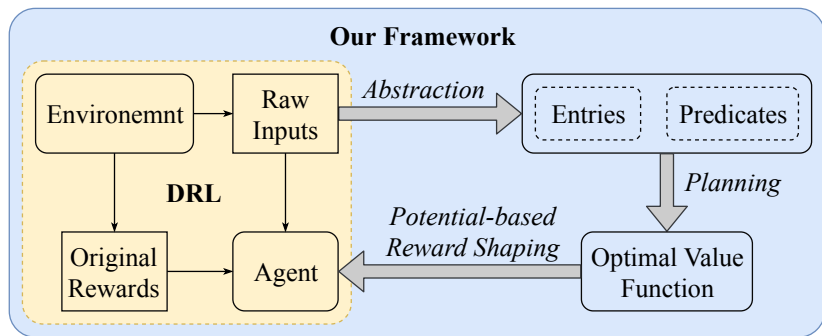 Our Framework
Environemnt
Raw
Inputs
Abstraction
Entries
Predicates
DRL
Planning
Potential-based
Reward Shaping
Original
Rewards
Agent
Optimal Value
Function